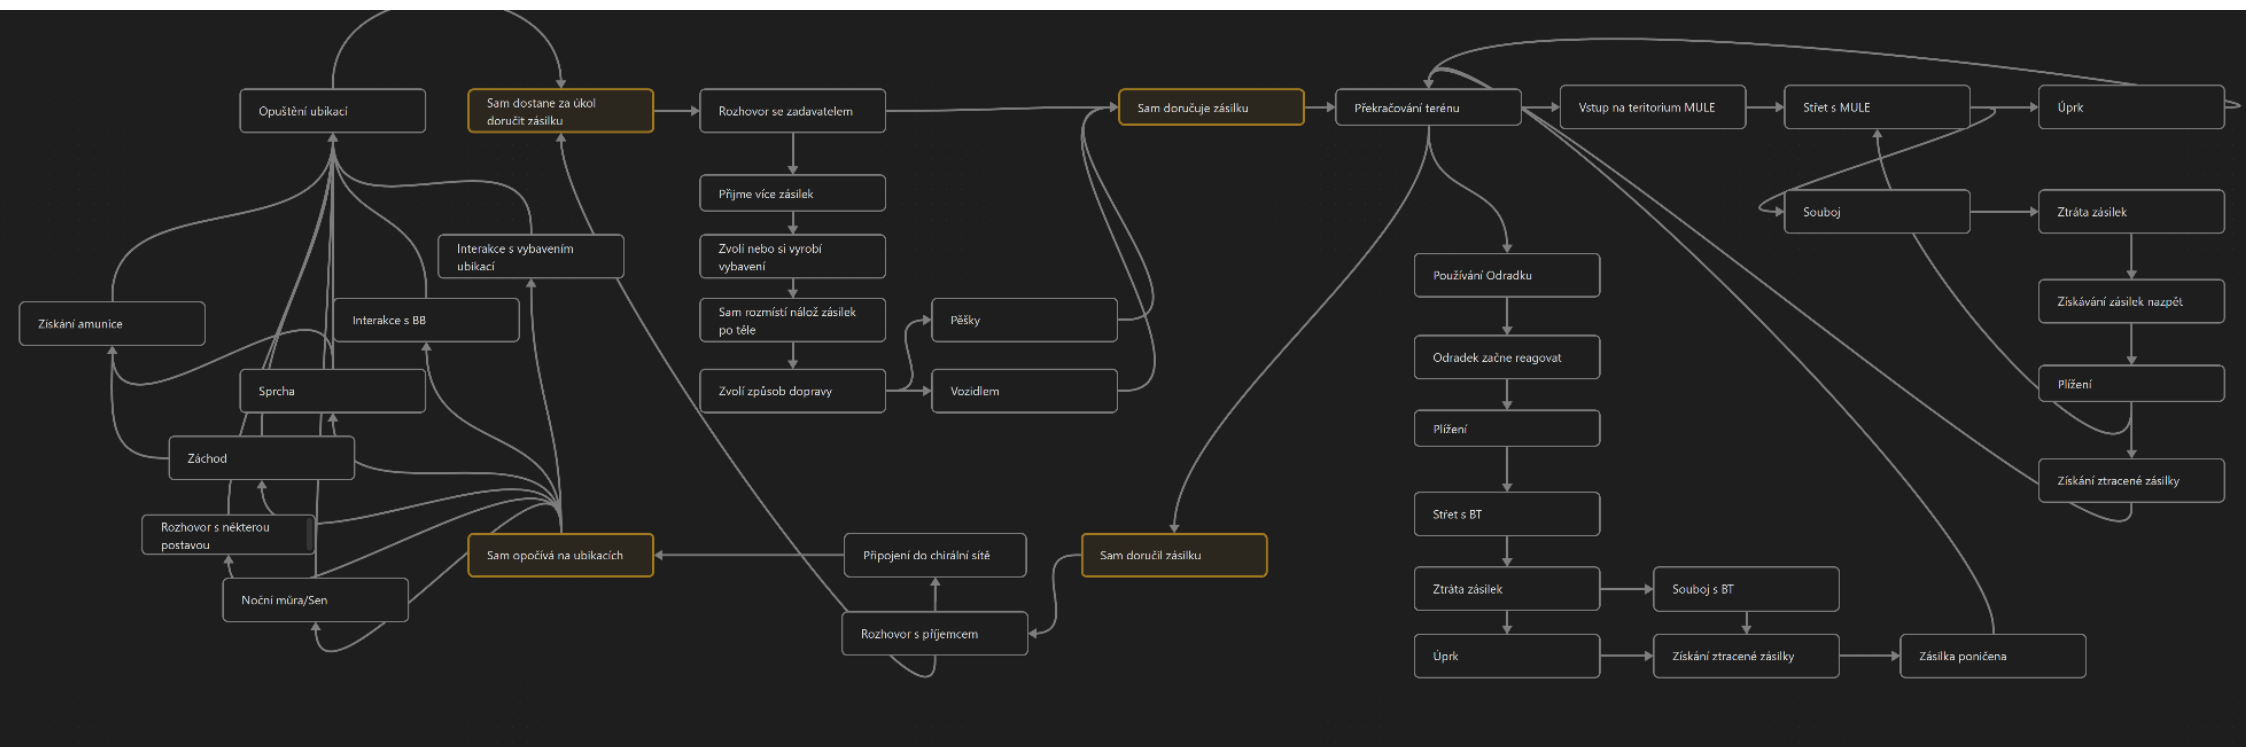 Opuštění ubikací
Sam dostane za úkol
doručit zásilku
Rozhovor se zadavatelem
Sam doručuje zásilku
Překračování terénu
Vstup na teritorium MULE
Střet s MULE
Úprk
Přijme více zásilek
Souboj
Ztráta zásilek
Interakce s vybavením
ubikací
Zvolí nebo si vyrobí
vybavení
Používání Odradku
Získávání zásilek nazpět
Získání amunice
Interakce s BB
Sam rozmístí nálož zásilek
po těle
Pěšky
Odradek začne reagovat
Sprcha
Zvolí způsob dopravy
Vozidlem
Plížení
Plížení
Záchod
Získání ztracené zásilky
Rozhovor s některou
postavou
Střet s BT
Sam opočívá na ubikacích
Připojení do chirální sítě
Sam doručil zásilku
Noční můra/Sen
Ztráta zásilek
Souboj s BT
Rozhovor s příjemcem
Úprk
Získání ztracené zásilky
Zásilka poničena